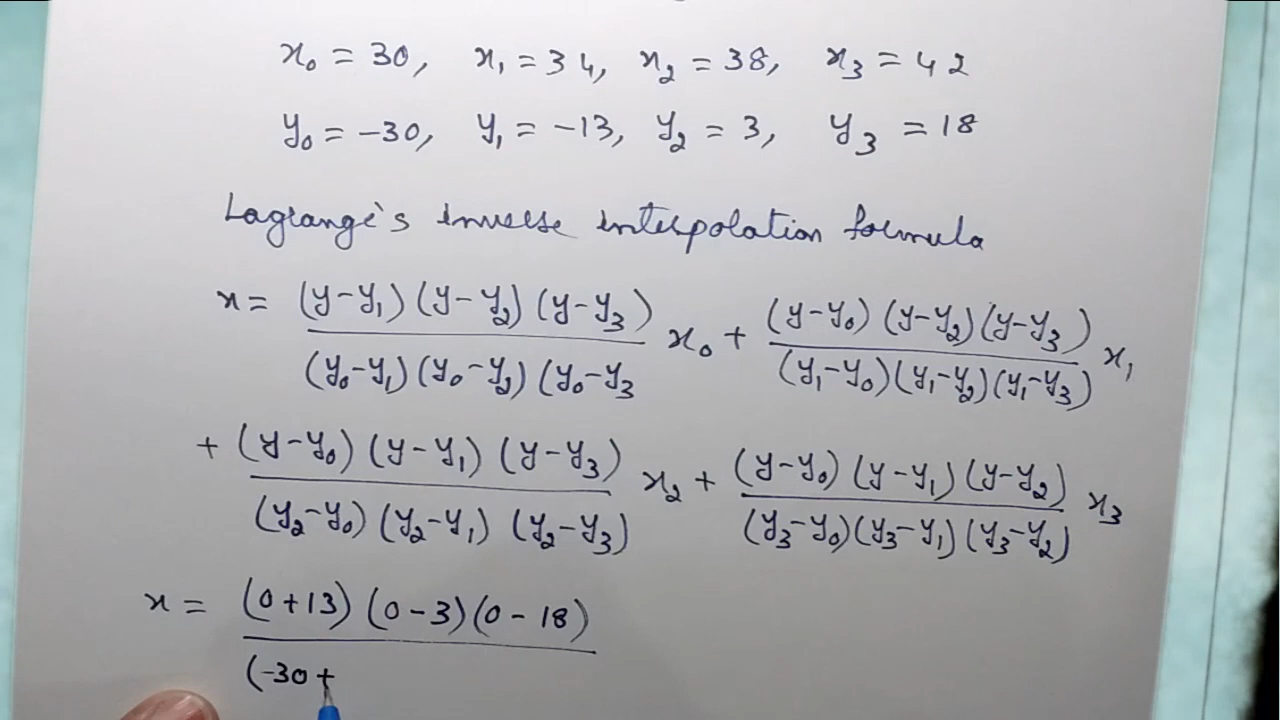 x₀ = 30, x₁ = 34, x₂ = 38, x₃ = 42
y₀ = -30, y₁ = -13, y₂ = 3, y₃ = 18
Lagrange's inverse interpolation formula
x = (y-y₁) (y-y₂) (y-y₃) / (y₀-y₁) (y₀-y₂) (y₀-y₃ x₀ + (y-y₀) (y-y₂) (y-y₃) / (y₁-y₀) (y₁-y₂) (y₁-y₃) x₁
+ (y-y₀) (y-y₁) (y-y₃) / (y₂-y₀) (y₂-y₁) (y₂-y₃) x₂ + (y-y₀) (y-y₁) (y-y₂) / (y₃-y₀) (y₃-y₁) (y₃-y₂) x₃
x = (0+13) (0-3) (0-18) / (-30+